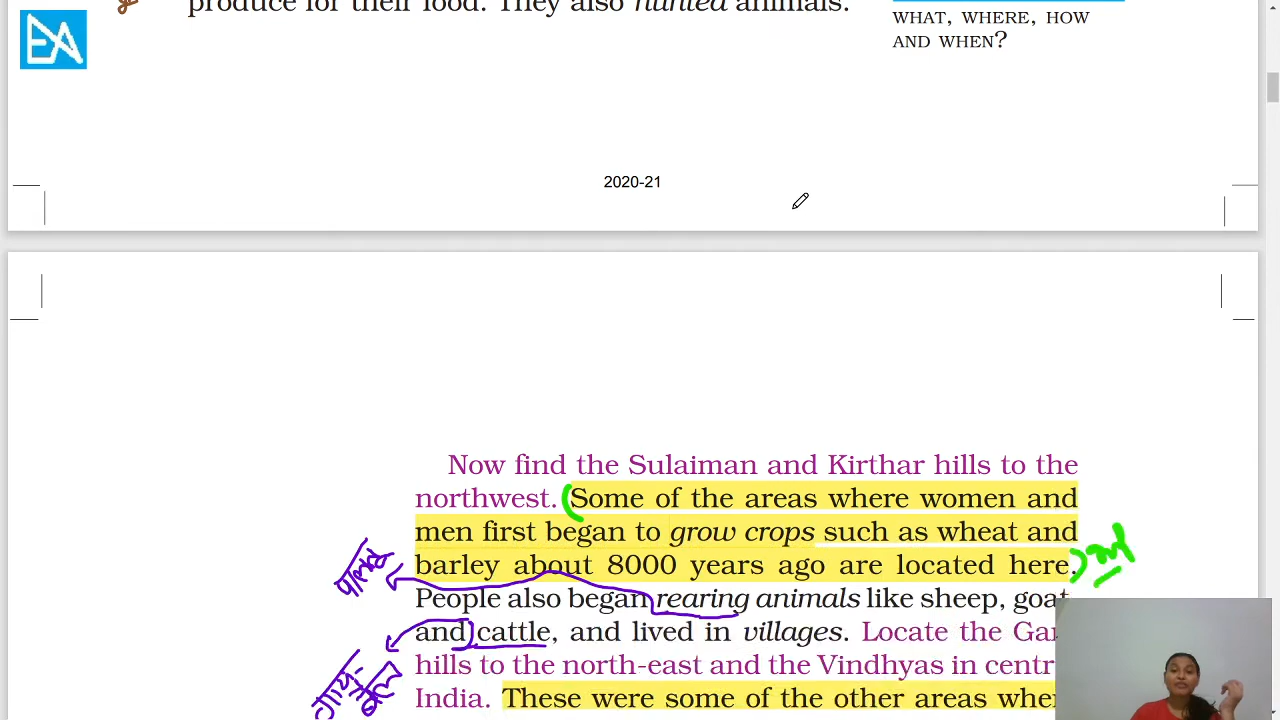 produce for their food. They also hunted animals.
WHAT, WHERE, HOW
AND WHEN?
EA
2020-21
Now find the Sulaiman and Kirthar hills to the
northwest. (Some of the areas where women and
men first began to grow crops such as wheat and
barley about 8000 years ago are located here.)
People also began rearing animals like sheep, goat,
and cattle, and lived in villages. Locate the
hills to the north-east and the Vindhyas in
India. These were some of the other areas